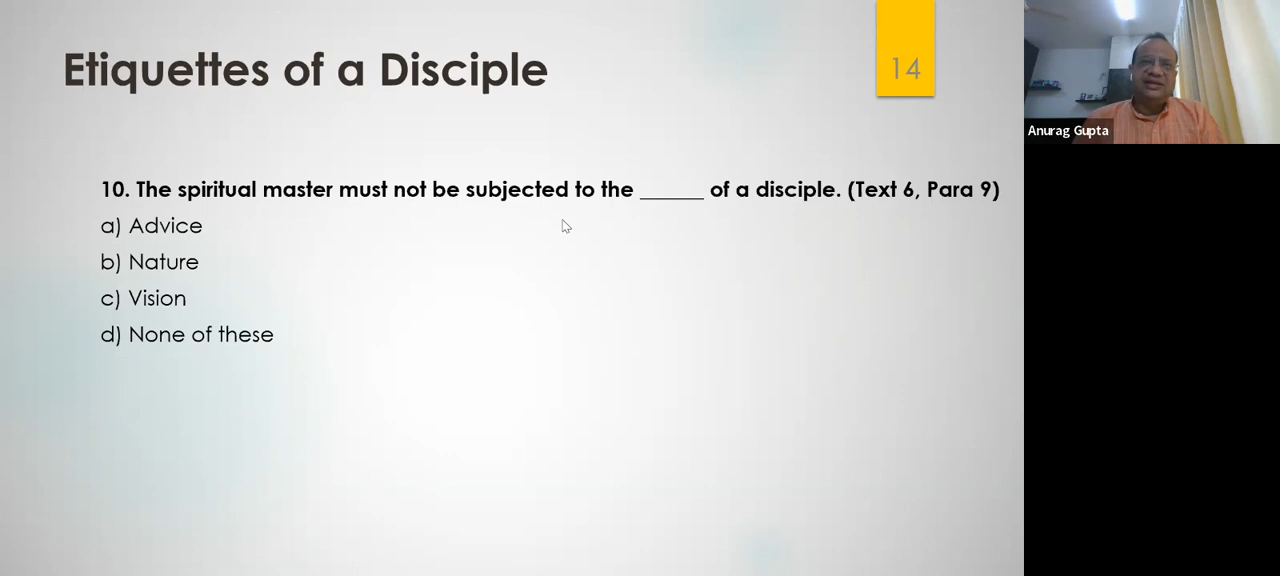 Etiquettes of a Disciple
14
Anurag Gupta
10. The spiritual master must not be subjected to the ______ of a disciple. (Text 6, Para 9)
a) Advice
b) Nature
c) Vision
d) None of these